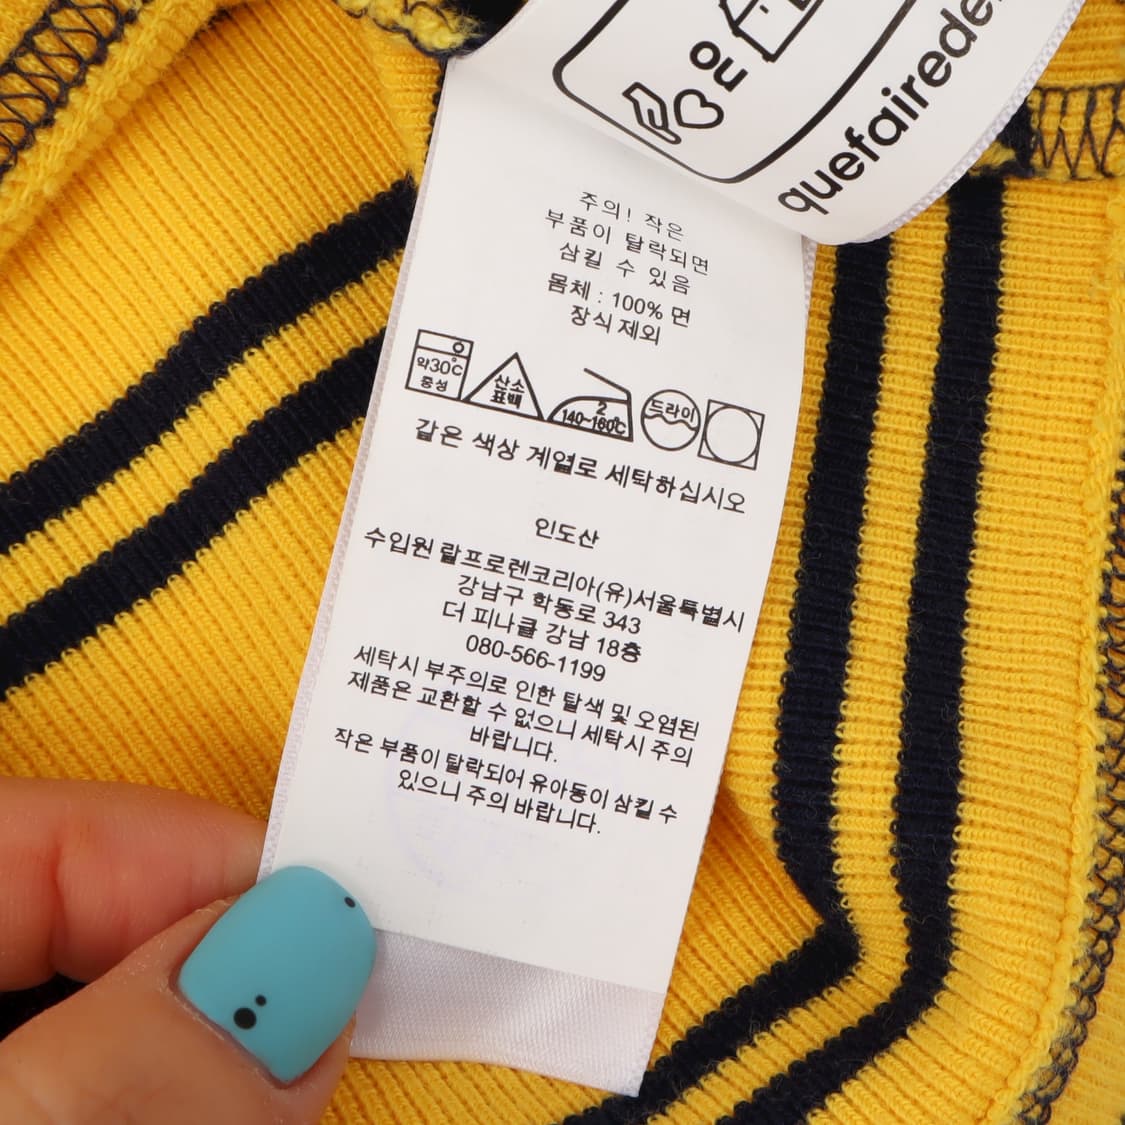 quefairede
주의! 작은
부품이 탈락되면
삼킬 수 있음
몸체 : 100% 면
장식 제외
약30℃
중성
산소
표백
2
140~160℃
드라이
같은 색상 계열로 세탁하십시오
인도산
수입원 랄프로렌코리아(유)서울특별시
강남구 학동로 343
더 피나클 강남 18층
080-566-1199
세탁시 부주의로 인한 탈색 및 오염된
제품은 교환할 수 없으니 세탁시 주의
바랍니다.
작은 부품이 탈락되어 유아동이 삼킬 수
있으니 주의 바랍니다.